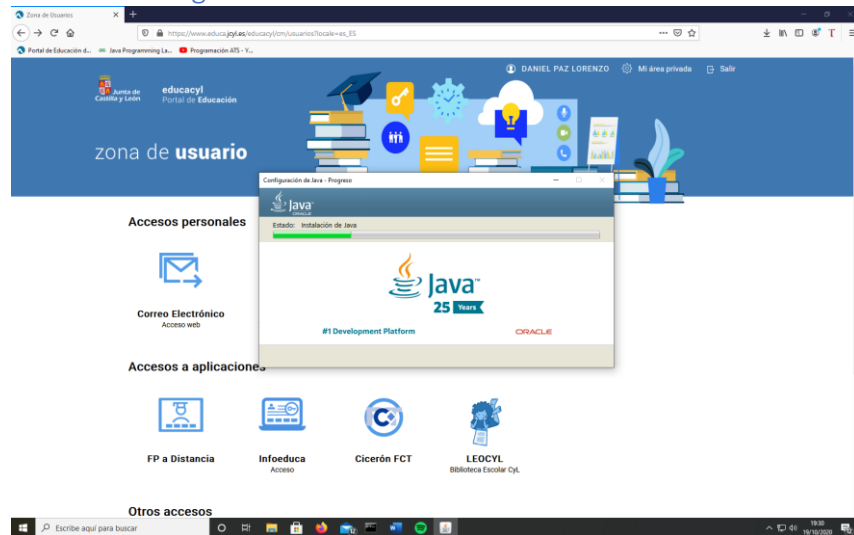 Zona de Usuarios
https://www.educa.jcyl.es/educacyl/cm/usuarios?locale=es_ES
Portal de Educación d...
Java Programming La...
Programación ATS - Y...
DANIEL PAZ LORENZO
Mi área privada
Salir
Junta de
Castilla y León
educacyl
Portal de Educación
zona de usuario
Configuración de Java - Progreso
Java
ORACLE
Estado: Instalación de Java
Java
25 Years
#1 Development Platform
ORACLE
Accesos personales
Correo Electrónico
Acceso web
Accesos a aplicaciones
FP a Distancia
Infoeduca
Acceso
Cicerón FCT
LEOCYL
Biblioteca Escolar CyL
Otros accesos
Escribe aquí para buscar
19:30
19/10/2020